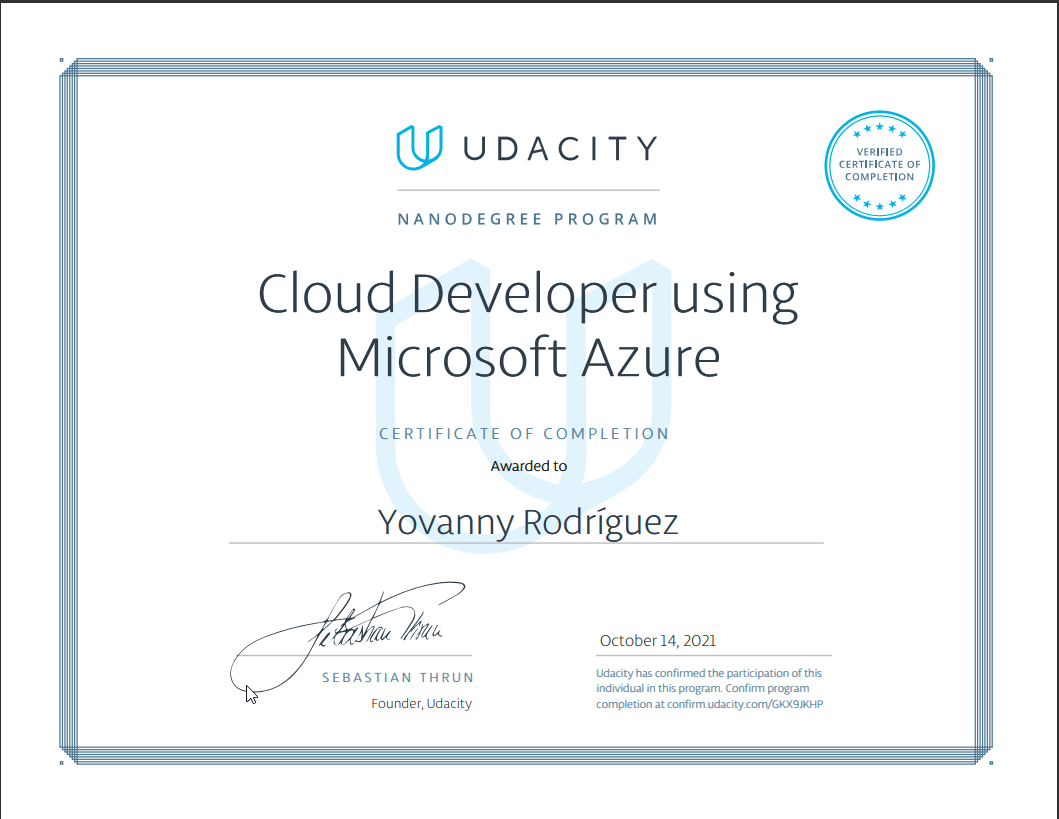 UDACITY
VERIFIED
CERTIFICATE OF
COMPLETION
NANODEGREE PROGRAM
Cloud Developer using
Microsoft Azure
CERTIFICATE OF COMPLETION
Awarded to
Yovanny Rodríguez
Sebastian Thrun
SEBASTIAN THRUN
Founder, Udacity
October 14, 2021
Udacity has confirmed the participation of this
individual in this program. Confirm program
completion at confirm.udacity.com/GKX9JKHP